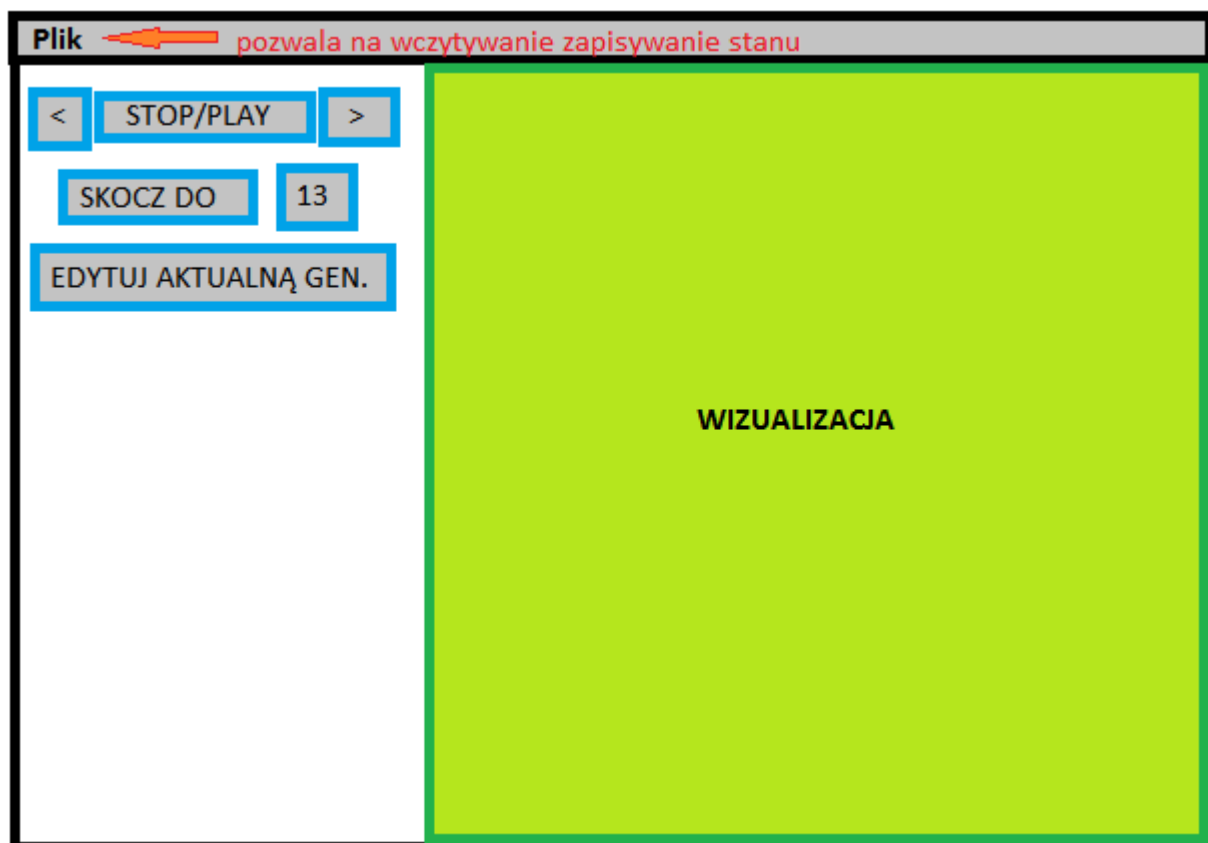 Plik pozwala na wczytywanie zapisywanie stanu
< STOP/PLAY >
SKOCZ DO 13
EDYTUJ AKTUALNĄ GEN.
WIZUALIZACJA